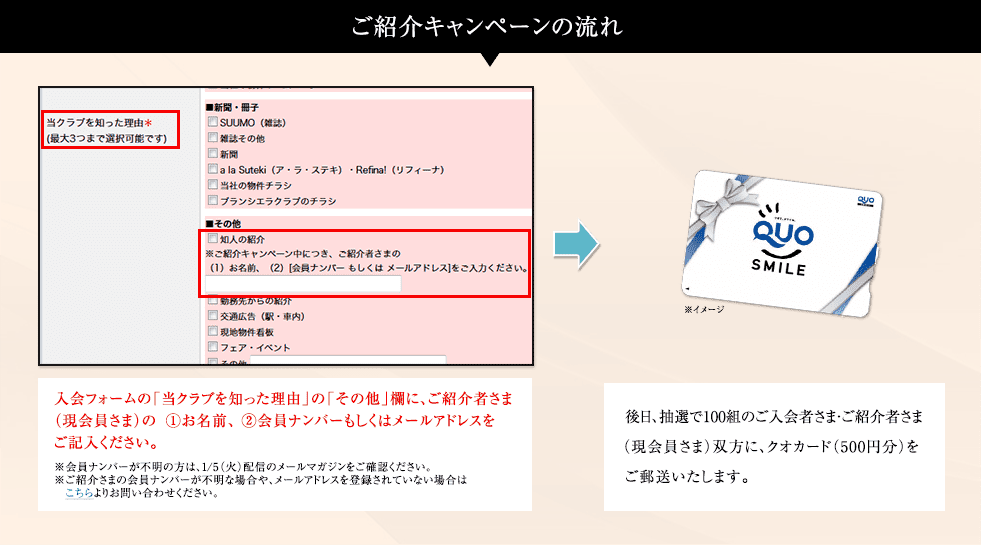 ご紹介キャンペーンの流れ
当クラブを知った理由*
(最大3つまで選択可能です)
■新聞・冊子
SUUMO（雑誌）
雑誌その他
新聞
a la Suteki（ア・ラ・ステキ）・Refina!（リフィーナ）
当社の物件チラシ
ブランシエラクラブのチラシ
■その他
知人の紹介
※ご紹介キャンペーン中につき、ご紹介者さまの
（1）お名前、（2）[会員ナンバー もしくは メールアドレス]をご入力ください。
勤務先からの紹介
交通広告（駅・車内）
現地物件看板
フェア・イベント
その他
QUO
QUO
SMILE
※イメージ
入会フォームの「当クラブを知った理由」の「その他」欄に、ご紹介者さま
（現会員さま）の ①お名前、②会員ナンバーもしくはメールアドレスを
ご記入ください。
※会員ナンバーが不明の方は、1/5（火）配信のメールマガジンをご確認ください。
※ご紹介さまの会員ナンバーが不明な場合や、メールアドレスを登録されていない場合は
こちらよりお問い合わせください。
後日、抽選で100組のご入会者さま・ご紹介者さま
（現会員さま）双方に、クオカード（500円分）を
ご郵送いたします。